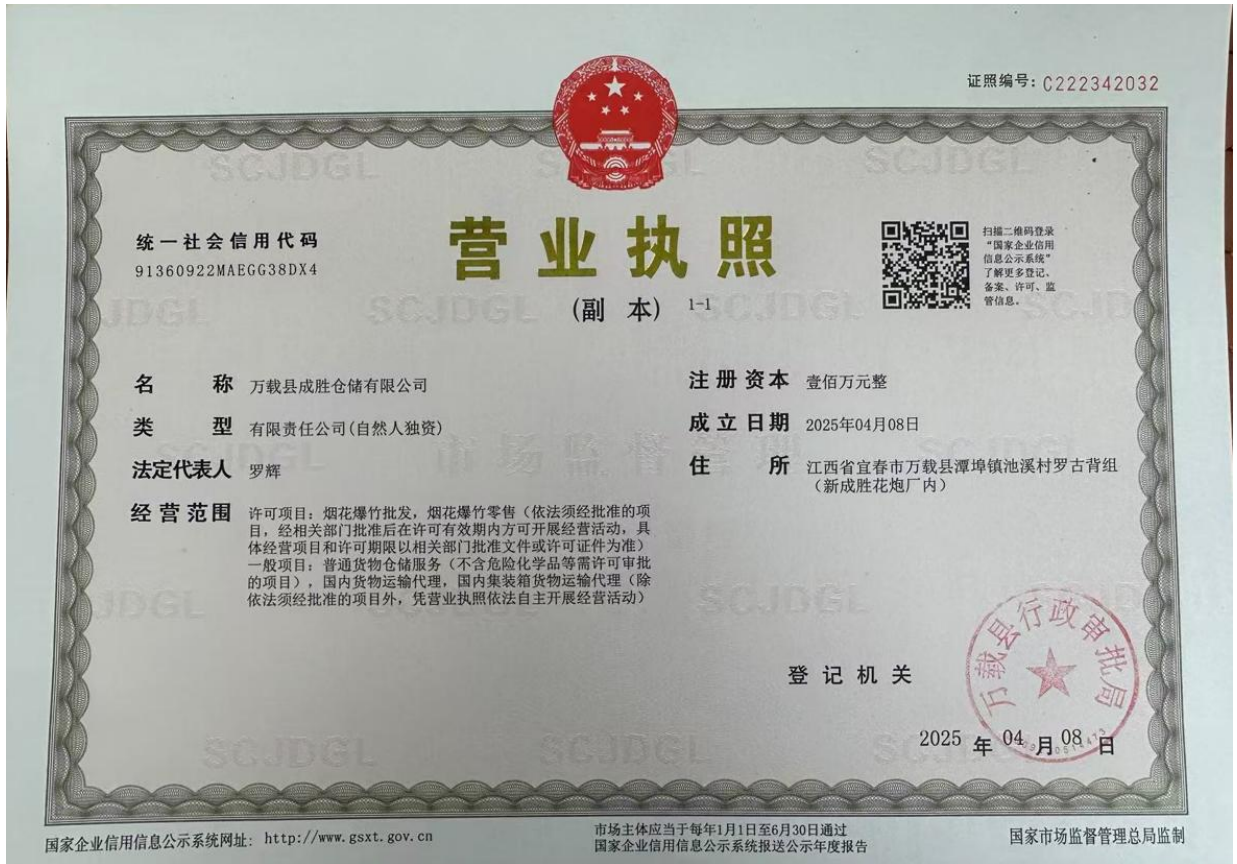 证照编号：C222342032
统一社会信用代码
91360922MAEGG38DX4
营业执照
（副 本） 1-1
扫描二维码登录
“国家企业信用
信息公示系统”
了解更多登记、
备案、许可、监
管信息。
名 称 万载县成胜仓储有限公司
类 型 有限责任公司(自然人独资)
法定代表人 罗辉
经营范围 许可项目：烟花爆竹批发，烟花爆竹零售（依法须经批准的项
目，经相关部门批准后在许可有效期内方可开展经营活动，具
体经营项目和许可期限以相关部门批准文件或许可证件为准）
一般项目：普通货物仓储服务（不含危险化学品等需许可审批
的项目），国内货物运输代理，国内集装箱货物运输代理（除
依法须经批准的项目外，凭营业执照依法自主开展经营活动）
注册资本 壹佰万元整
成立日期 2025年04月08日
住 所 江西省宜春市万载县潭埠镇池溪村罗古背组
（新成胜花炮厂内）
登记机关
万载县行政审批局
2025 年 04 月 08 日
国家企业信用信息公示系统网址：http://www.gsxt.gov.cn
市场主体应当于每年1月1日至6月30日通过
国家企业信用信息公示系统报送公示年度报告
国家市场监督管理总局监制
SCJDGL
市场监督管理